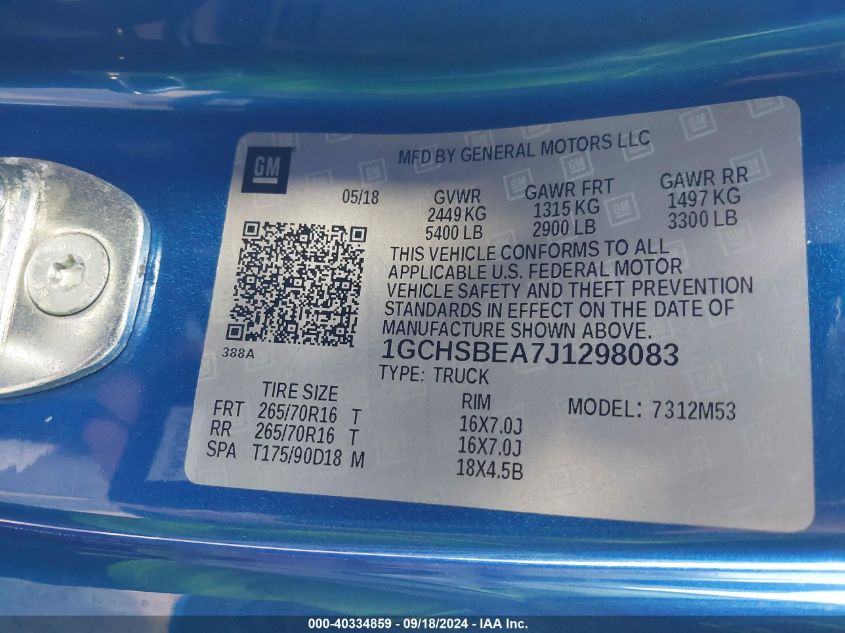 GM
MFD BY GENERAL MOTORS LLC
05/18 GVWR GAWR FRT GAWR RR
2449 KG 1315 KG 1497 KG
5400 LB 2900 LB 3300 LB
THIS VEHICLE CONFORMS TO ALL
APPLICABLE U.S. FEDERAL MOTOR
VEHICLE SAFETY AND THEFT PREVENTION
STANDARDS IN EFFECT ON THE DATE OF
MANUFACTURE SHOWN ABOVE.
388A
1GCHSBEA7J1298083
TYPE: TRUCK
TIRE SIZE RIM MODEL: 7312M53
FRT 265/70R16 T 16X7.0J
RR 265/70R16 T 16X7.0J
SPA T175/90D18 M 18X4.5B
000-40334859 - 09/18/2024 - IAA Inc.